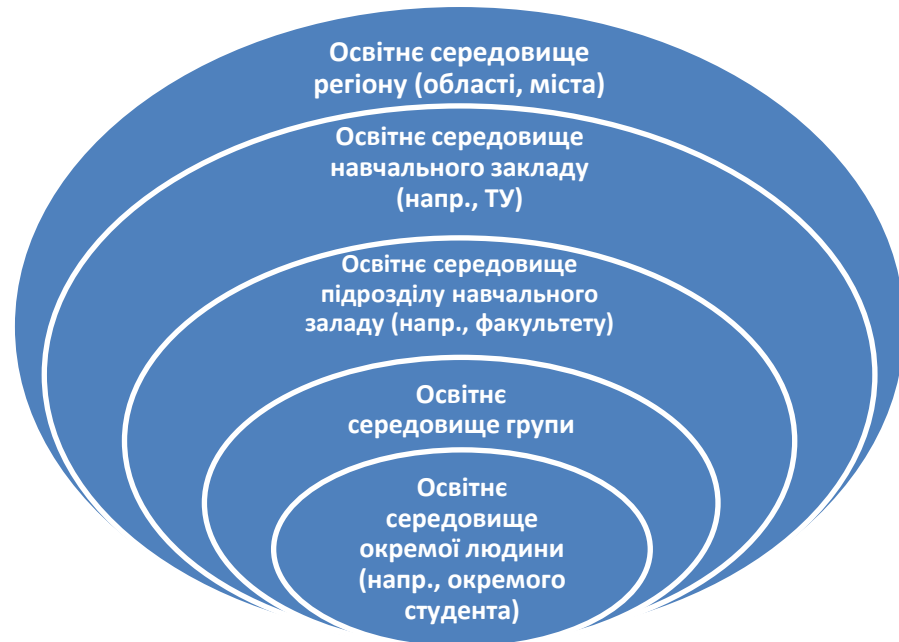 Освітнє середовище
регіону (області, міста)
Освітнє середовище
навчального закладу
(напр., ТУ)
Освітнє середовище
підрозділу навчального
заладу (напр., факультету)
Освітнє
середовище групи
Освітнє
середовище
окремої людини
(напр., окремого
студента)